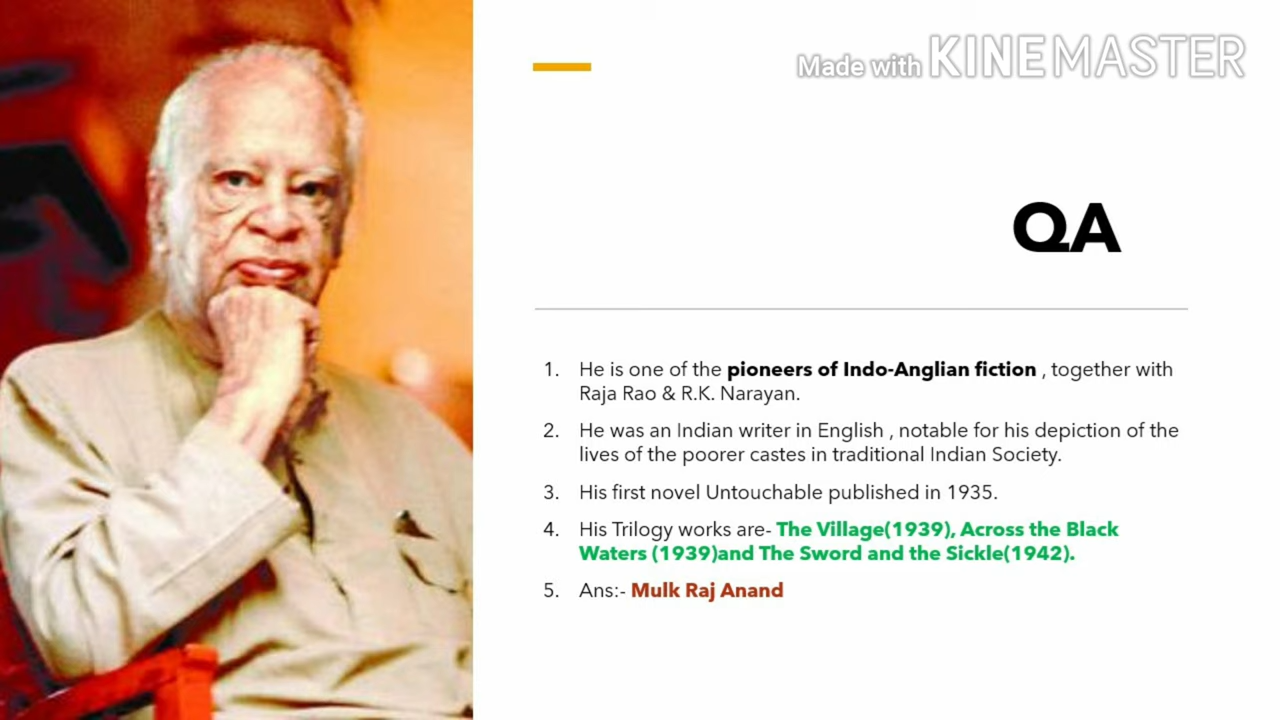 Made with KINEMASTER
QA
1. He is one of the pioneers of Indo-Anglian fiction , together with
Raja Rao & R.K. Narayan.
2. He was an Indian writer in English , notable for his depiction of the
lives of the poorer castes in traditional Indian Society.
3. His first novel Untouchable published in 1935.
4. His Trilogy works are- The Village(1939), Across the Black
Waters (1939)and The Sword and the Sickle(1942).
5. Ans:- Mulk Raj Anand